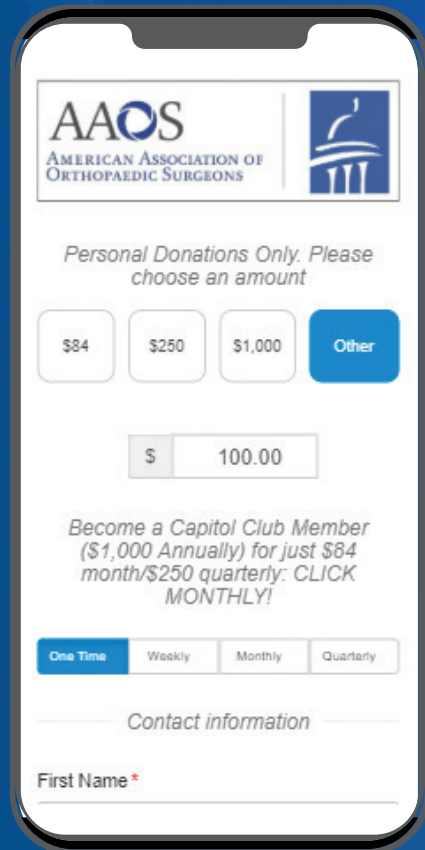 AAOS
AMERICAN ASSOCIATION OF
ORTHOPAEDIC SURGEONS
Personal Donations Only. Please
choose an amount
$84
$250
$1,000
Other
$
100.00
Become a Capitol Club Member
($1,000 Annually) for just $84
month/$250 quarterly: CLICK
MONTHLY!
One Time
Weekly
Monthly
Quarterly
Contact information
First Name*